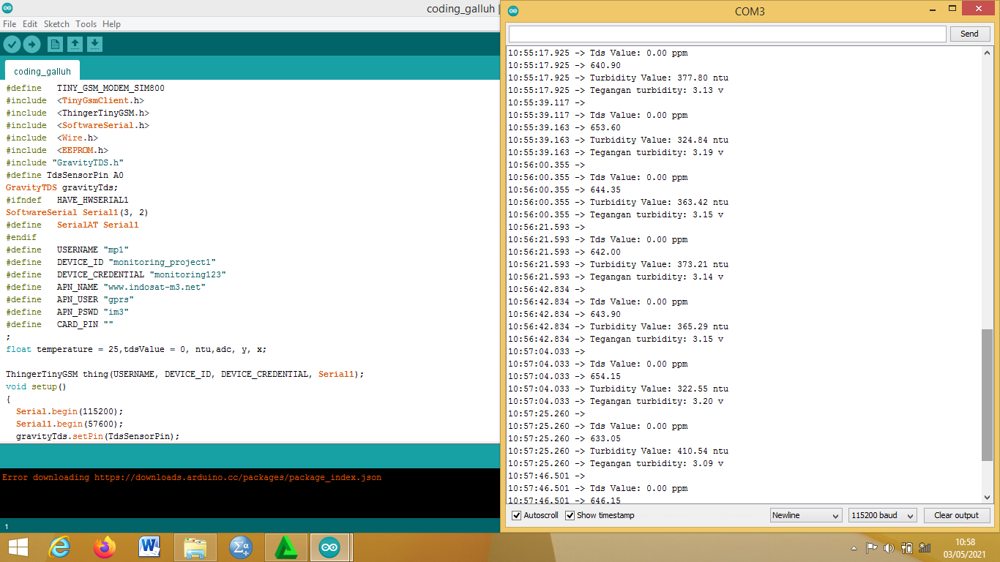 coding_galluh |
File Edit Sketch Tools Help
coding_galluh
#define   TINY_GSM_MODEM_SIM800
#include  <TinyGsmClient.h>
#include  <ThingerTinyGSM.h>
#include  <SoftwareSerial.h>
#include  <Wire.h>
#include  <EEPROM.h>
#include "GravityTDS.h"
#define TdsSensorPin A0
GravityTDS gravityTds;
#ifndef   HAVE_HWSERIAL1
SoftwareSerial Serial1(3, 2)
#define   SerialAT Serial1
#endif
#define   USERNAME "mp1"
#define   DEVICE_ID "monitoring_project1"
#define   DEVICE_CREDENTIAL "monitoring123"
#define   APN_NAME "www.indosat-m3.net"
#define   APN_USER "gprs"
#define   APN_PSWD "im3"
#define   CARD_PIN ""
;
float temperature = 25,tdsValue = 0, ntu,adc, y, x;
ThingerTinyGSM thing(USERNAME, DEVICE_ID, DEVICE_CREDENTIAL, Serial1);
void setup()
{
  Serial.begin(115200);
  Serial1.begin(57600);
  gravityTds.setPin(TdsSensorPin);
Error downloading https://downloads.arduino.cc/packages/package_index.json
1
COM3
Send
10:55:17.925 -> Tds Value: 0.00 ppm
10:55:17.925 -> 640.90
10:55:17.925 -> Turbidity Value: 377.80 ntu
10:55:17.925 -> Tegangan turbidity: 3.13 v
10:55:39.117 ->
10:55:39.117 -> Tds Value: 0.00 ppm
10:55:39.163 -> 653.60
10:55:39.163 -> Turbidity Value: 324.84 ntu
10:55:39.163 -> Tegangan turbidity: 3.19 v
10:56:00.355 ->
10:56:00.355 -> Tds Value: 0.00 ppm
10:56:00.355 -> 644.35
10:56:00.355 -> Turbidity Value: 363.42 ntu
10:56:00.355 -> Tegangan turbidity: 3.15 v
10:56:21.593 ->
10:56:21.593 -> Tds Value: 0.00 ppm
10:56:21.593 -> 642.00
10:56:21.593 -> Turbidity Value: 373.21 ntu
10:56:21.593 -> Tegangan turbidity: 3.14 v
10:56:42.834 ->
10:56:42.834 -> Tds Value: 0.00 ppm
10:56:42.834 -> 643.90
10:56:42.834 -> Turbidity Value: 365.29 ntu
10:56:42.834 -> Tegangan turbidity: 3.15 v
10:57:04.033 ->
10:57:04.033 -> Tds Value: 0.00 ppm
10:57:04.033 -> 654.15
10:57:04.033 -> Turbidity Value: 322.55 ntu
10:57:04.033 -> Tegangan turbidity: 3.20 v
10:57:25.260 ->
10:57:25.260 -> Tds Value: 0.00 ppm
10:57:25.260 -> 633.05
10:57:25.260 -> Turbidity Value: 410.54 ntu
10:57:25.260 -> Tegangan turbidity: 3.09 v
10:57:46.501 ->
10:57:46.501 -> Tds Value: 0.00 ppm
10:57:46.501 -> 646.15
Autoscroll Show timestamp Newline 115200 baud Clear output
10:58
03/05/2021